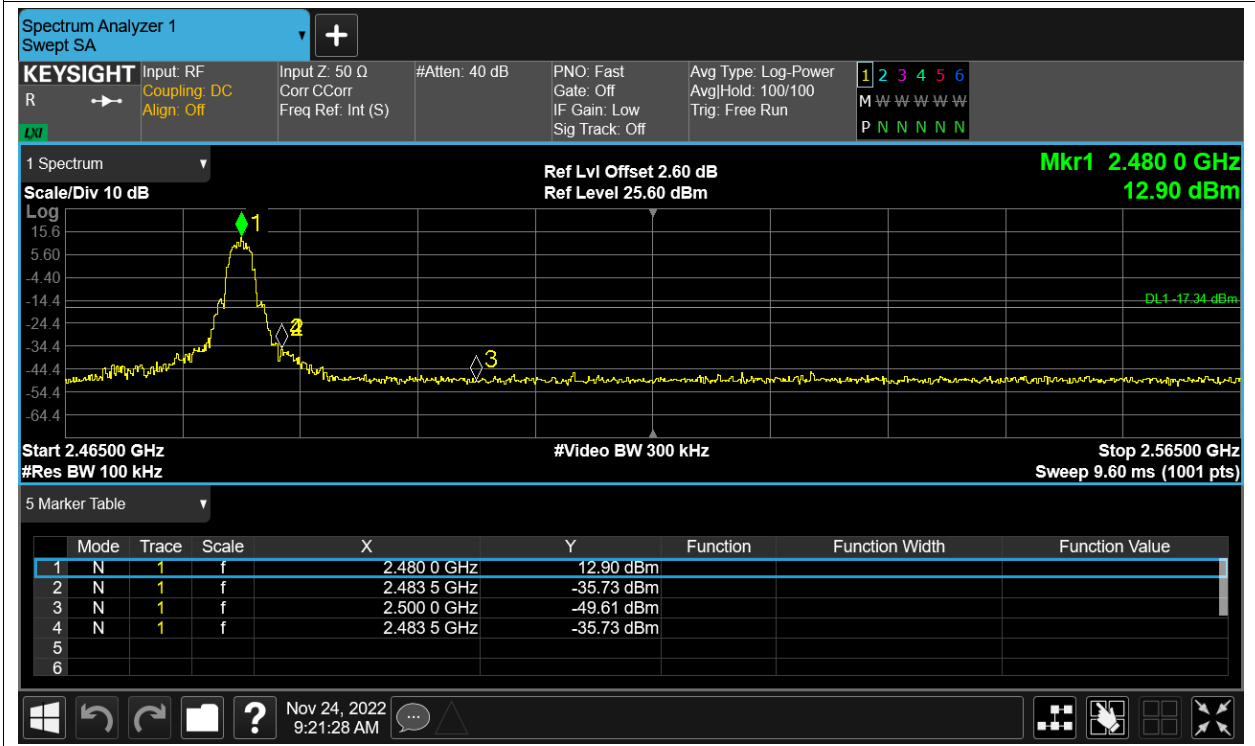 Spectrum Analyzer 1
Swept SA
KEYSIGHT Input: RF Input Z: 50 Ω #Atten: 40 dB PNO: Fast Avg Type: Log-Power 1 2 3 4 5 6
R Coupling: DC Corr CCorr Gate: Off Avg|Hold: 100/100 M W W W W W
Align: Off Freq Ref: Int (S) IF Gain: Low Trig: Free Run
LXI Sig Track: Off P N N N N N
1 Spectrum Ref Lvl Offset 2.60 dB Mkr1 2.480 0 GHz
Scale/Div 10 dB Ref Level 25.60 dBm 12.90 dBm
Log
1
15.6
5.60
-4.40
-14.4 DL1 -17.34 dBm
-24.4 2 4
-34.4
-44.4 3
-54.4
-64.4
Start 2.46500 GHz #Video BW 300 kHz Stop 2.56500 GHz
#Res BW 100 kHz Sweep 9.60 ms (1001 pts)
5 Marker Table
Mode Trace Scale X Y Function Function Width Function Value
1 N 1 f 2.480 0 GHz 12.90 dBm
2 N 1 f 2.483 5 GHz -35.73 dBm
3 N 1 f 2.500 0 GHz -49.61 dBm
4 N 1 f 2.483 5 GHz -35.73 dBm
5
6
? Nov 24, 2022
9:21:28 AM